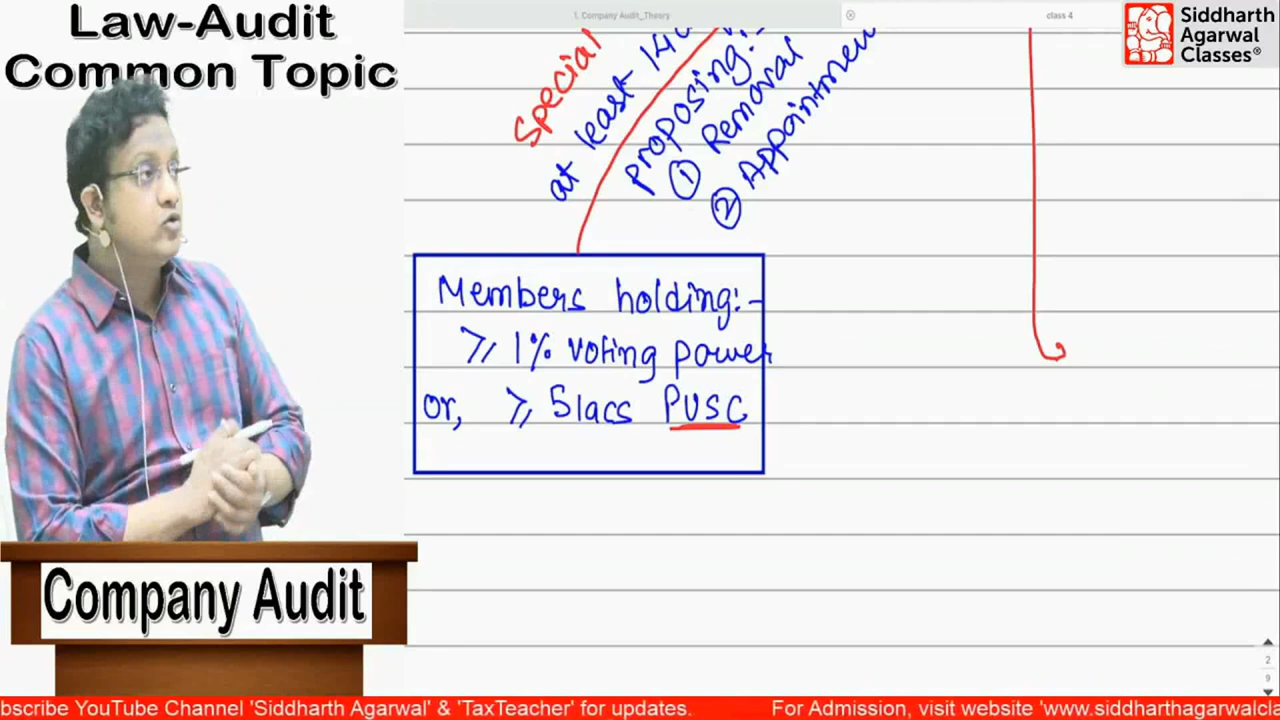 Law-Audit
Common Topic
1. Company Audit_Theory
class 4
Siddharth
Agarwal
Classes®
Special
at least
proposing:-
① Removal
② Appointmen
Members holding:-
≥ 1% voting power
or, ≥ 5lacs PUSC
Company Audit
2
9
bscribe YouTube Channel 'Siddharth Agarwal' & 'TaxTeacher' for updates.
For Admission, visit website 'www.siddharthagarwalcla